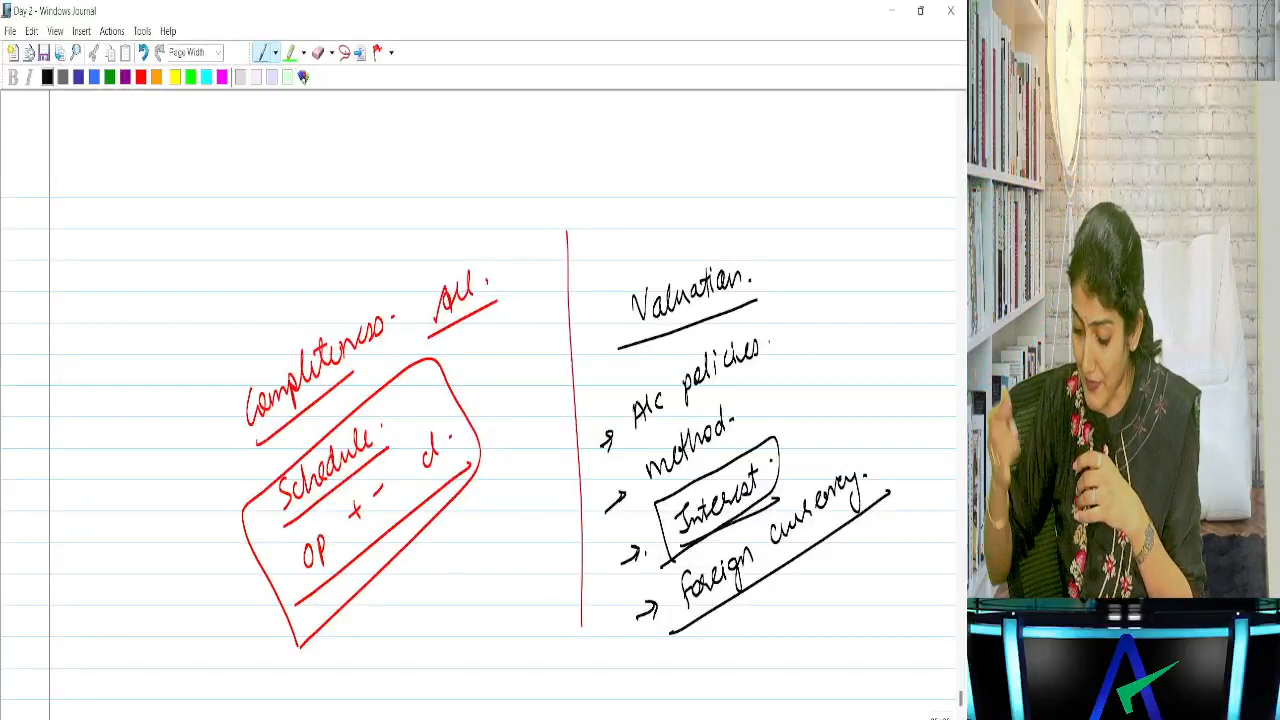 Day 2 - Windows Journal
File Edit View Insert Actions Tools Help
Page Width
B I
Completeness. All.
Schedule.
OP + - cl.
Valuation.
→ A/c policies.
→ method.
→ Interest.
→ Foreign currency.